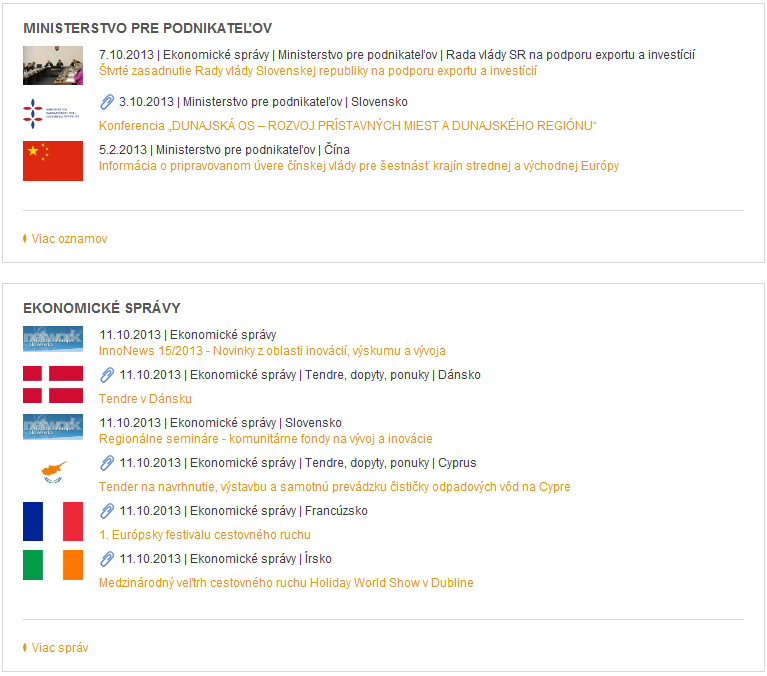 MINISTERSTVO PRE PODNIKATEĽOV
7.10.2013 | Ekonomické správy | Ministerstvo pre podnikateľov | Rada vlády SR na podporu exportu a investícií
Štvrté zasadnutie Rady vlády Slovenskej republiky na podporu exportu a investícií
3.10.2013 | Ministerstvo pre podnikateľov | Slovensko
Konferencia „DUNAJSKÁ OS – ROZVOJ PRÍSTAVNÝCH MIEST A DUNAJSKÉHO REGIÓNU“
5.2.2013 | Ministerstvo pre podnikateľov | Čína
Informácia o pripravovanom úvere čínskej vlády pre šestnásť krajín strednej a východnej Európy
Viac oznamov
EKONOMICKÉ SPRÁVY
11.10.2013 | Ekonomické správy
InnoNews 15/2013 - Novinky z oblasti inovácií, výskumu a vývoja
11.10.2013 | Ekonomické správy | Tendre, dopyty, ponuky | Dánsko
Tendre v Dánsku
11.10.2013 | Ekonomické správy | Slovensko
Regionálne semináre - komunitárne fondy na vývoj a inovácie
11.10.2013 | Ekonomické správy | Tendre, dopyty, ponuky | Cyprus
Tender na navrhnutie, výstavbu a samotnú prevádzku čističky odpadových vôd na Cypre
11.10.2013 | Ekonomické správy | Francúzsko
1. Európsky festivalu cestovného ruchu
11.10.2013 | Ekonomické správy | Írsko
Medzinárodný veľtrh cestovného ruchu Holiday World Show v Dubline
Viac správ